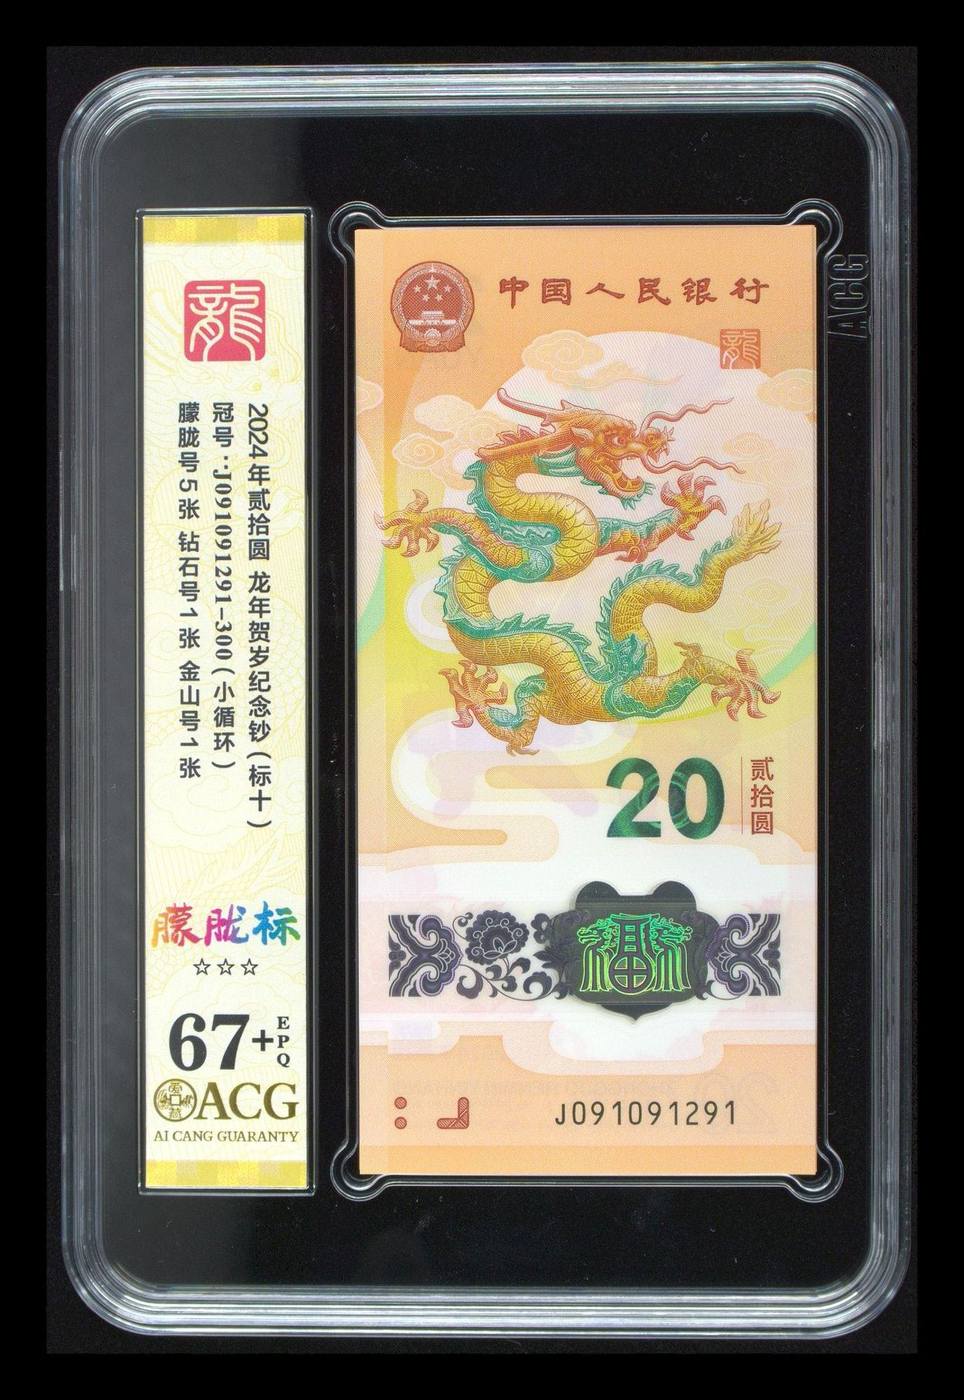 龍
2024年贰拾圆 龙年贺岁纪念钞(标十)
冠号:J091091291-300(小循环)
朦胧号5张 钻石号1张 金山号1张
朦胧标
☆☆☆
67+EPQ
ACG
AI CANG GUARANTY
中国人民银行
龍
20
贰拾圆
J091091291
ACG